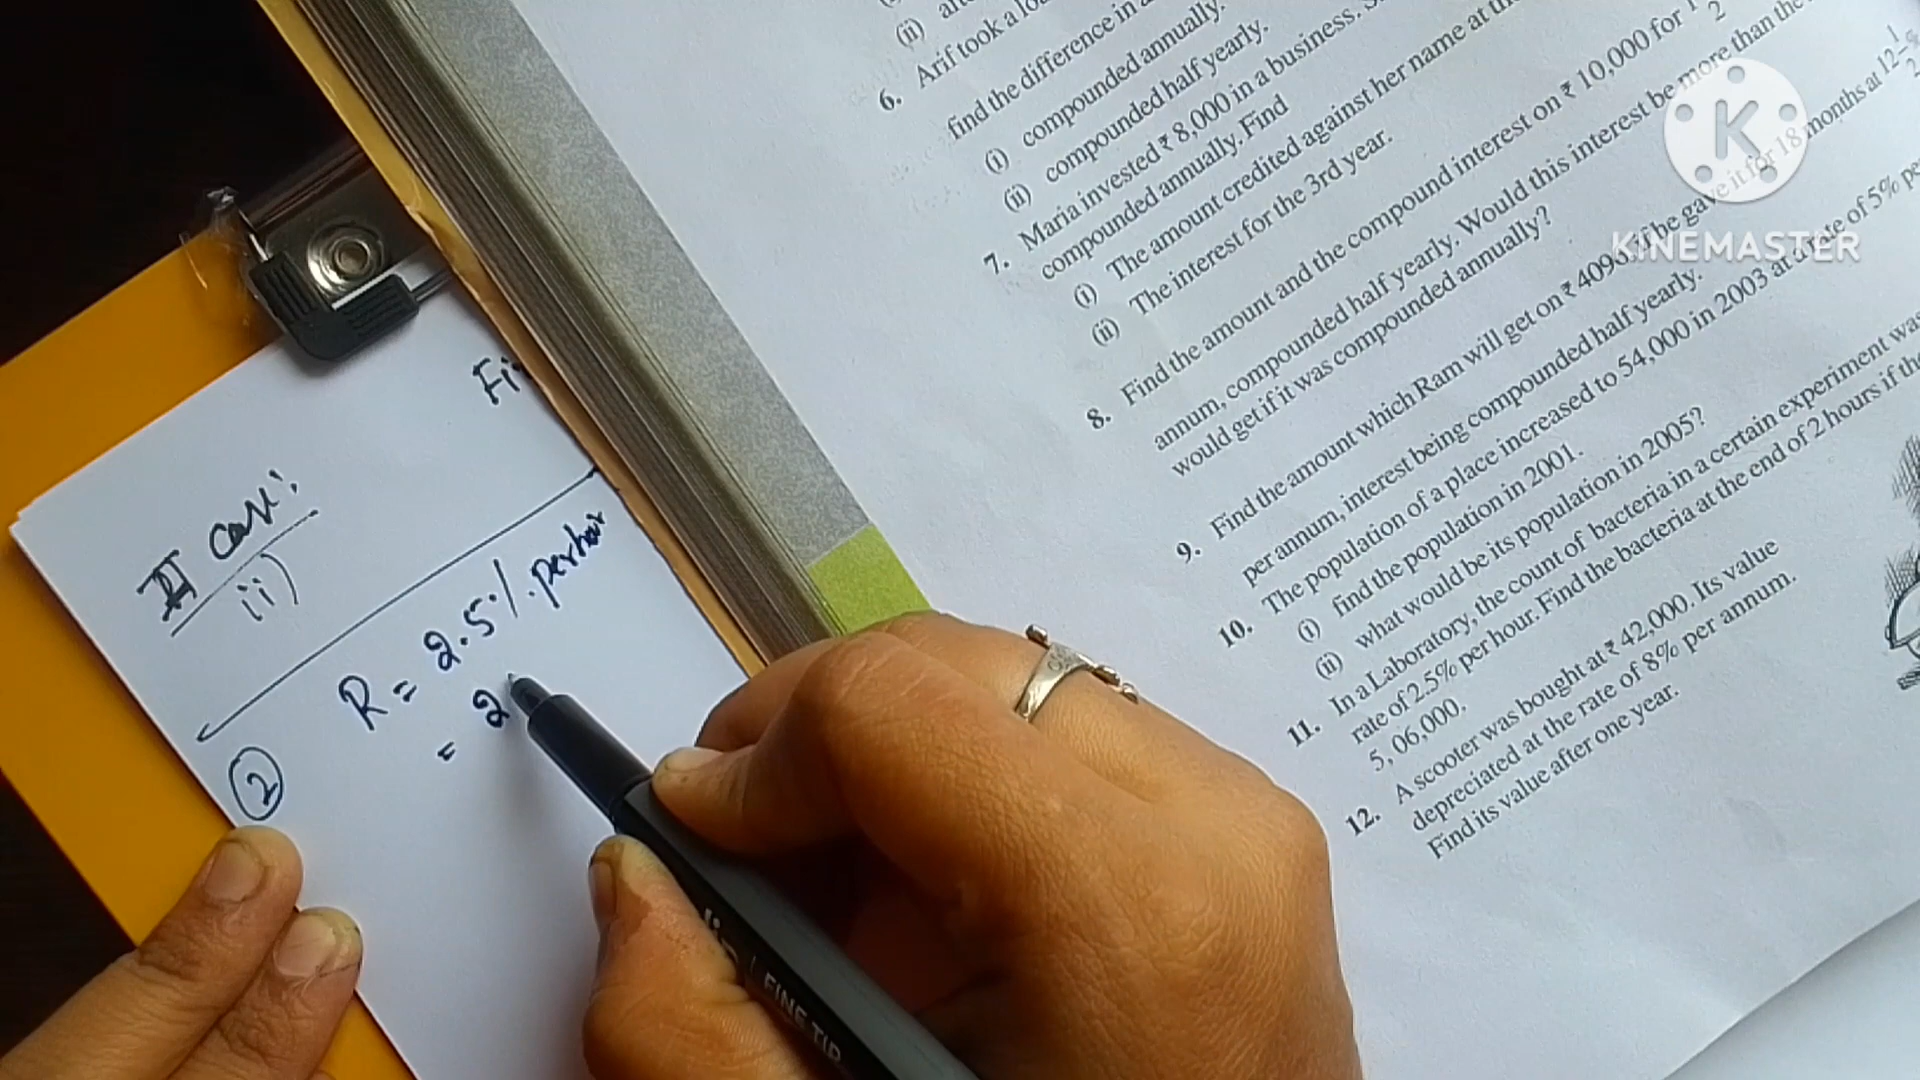 (ii)
6. Arif took a
find the difference in
(i) compounded annually.
(ii) compounded half yearly.
7. Maria invested ₹ 8,000 in a business.
compounded annually. Find
(i) The amount credited against her name at the
(ii) The interest for the 3rd year.
8. Find the amount and the compound interest on ₹ 10,000 for 1 1/2
annum, compounded half yearly. Would this interest be more than the
would get if it was compounded annually?
9. Find the amount which Ram will get on ₹ 4096, if he gave it for 18 months at 12 1/2
per annum, interest being compounded half yearly.
10. The population of a place increased to 54,000 in 2003 at a rate of 5% per
(i) find the population in 2001.
(ii) what would be its population in 2005?
11. In a Laboratory, the count of bacteria in a certain experiment was
rate of 2.5% per hour. Find the bacteria at the end of 2 hours if the
5, 06,000.
12. A scooter was bought at ₹ 42,000. Its value
depreciated at the rate of 8% per annum.
Find its value after one year.
K
KINEMASTER
II Case:
ii)
2
R = 2.5%. per hour
= 2
FINE TIP